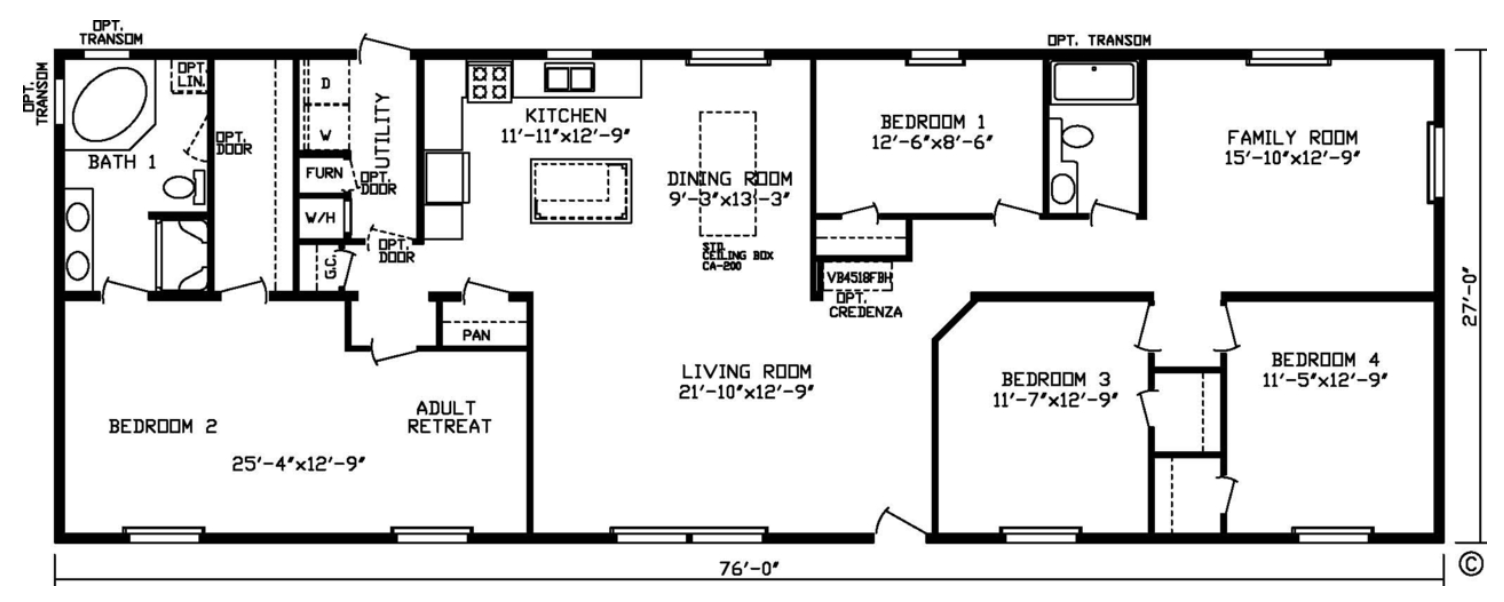 OPT.
TRANSOM
OPT. TRANSOM
OPT.
TRANSOM
OPT.
LIN.
BATH 1
OPT.
DOOR
D
W
UTILITY
FURN
OPT.
DOOR
W/H
OPT.
DOOR
G.C.
KITCHEN
11'-11"x12'-9"
DINING ROOM
9'-3"x13'-3"
STD.
CEILING BOX
CA-200
BEDROOM 1
12'-6"x8'-6"
FAMILY ROOM
15'-10"x12'-9"
VB4518FBH
OPT.
CREDENZA
PAN
27'-0"
LIVING ROOM
21'-10"x12'-9"
BEDROOM 3
11'-7"x12'-9"
BEDROOM 4
11'-5"x12'-9"
BEDROOM 2
ADULT
RETREAT
25'-4"x12'-9"
76'-0"
©